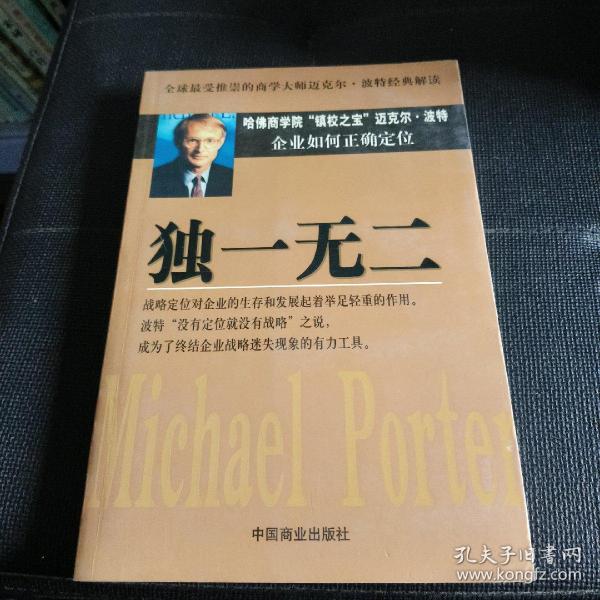 全球最受推崇的商学大师迈克尔·波特经典解读
哈佛商学院“镇校之宝”迈克尔·波特
企业如何正确定位
独一无二
战略定位对企业的生存和发展起着举足轻重的作用。
波特“没有定位就没有战略”之说，
成为了终结企业战略迷失现象的有力工具。
Michael Porter
中国商业出版社
孔夫子旧书网
www.kongfz.com